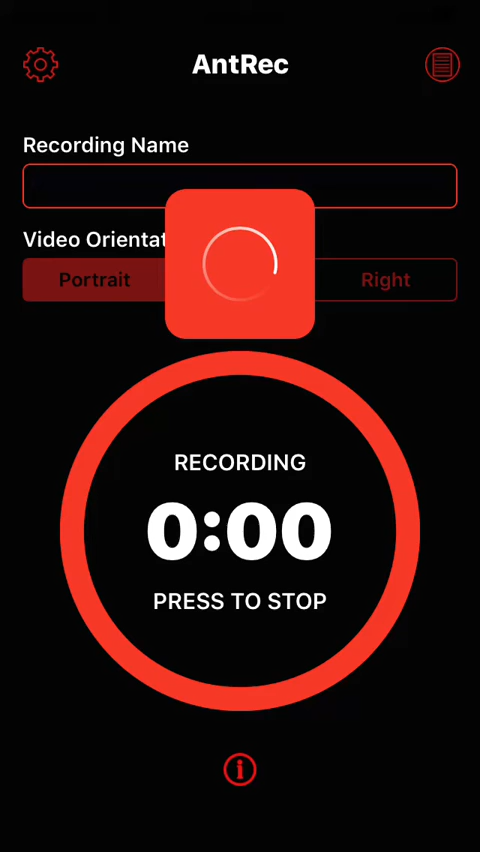 AntRec
Recording Name
Video Orientat
Portrait Right
RECORDING
0:00
PRESS TO STOP
i